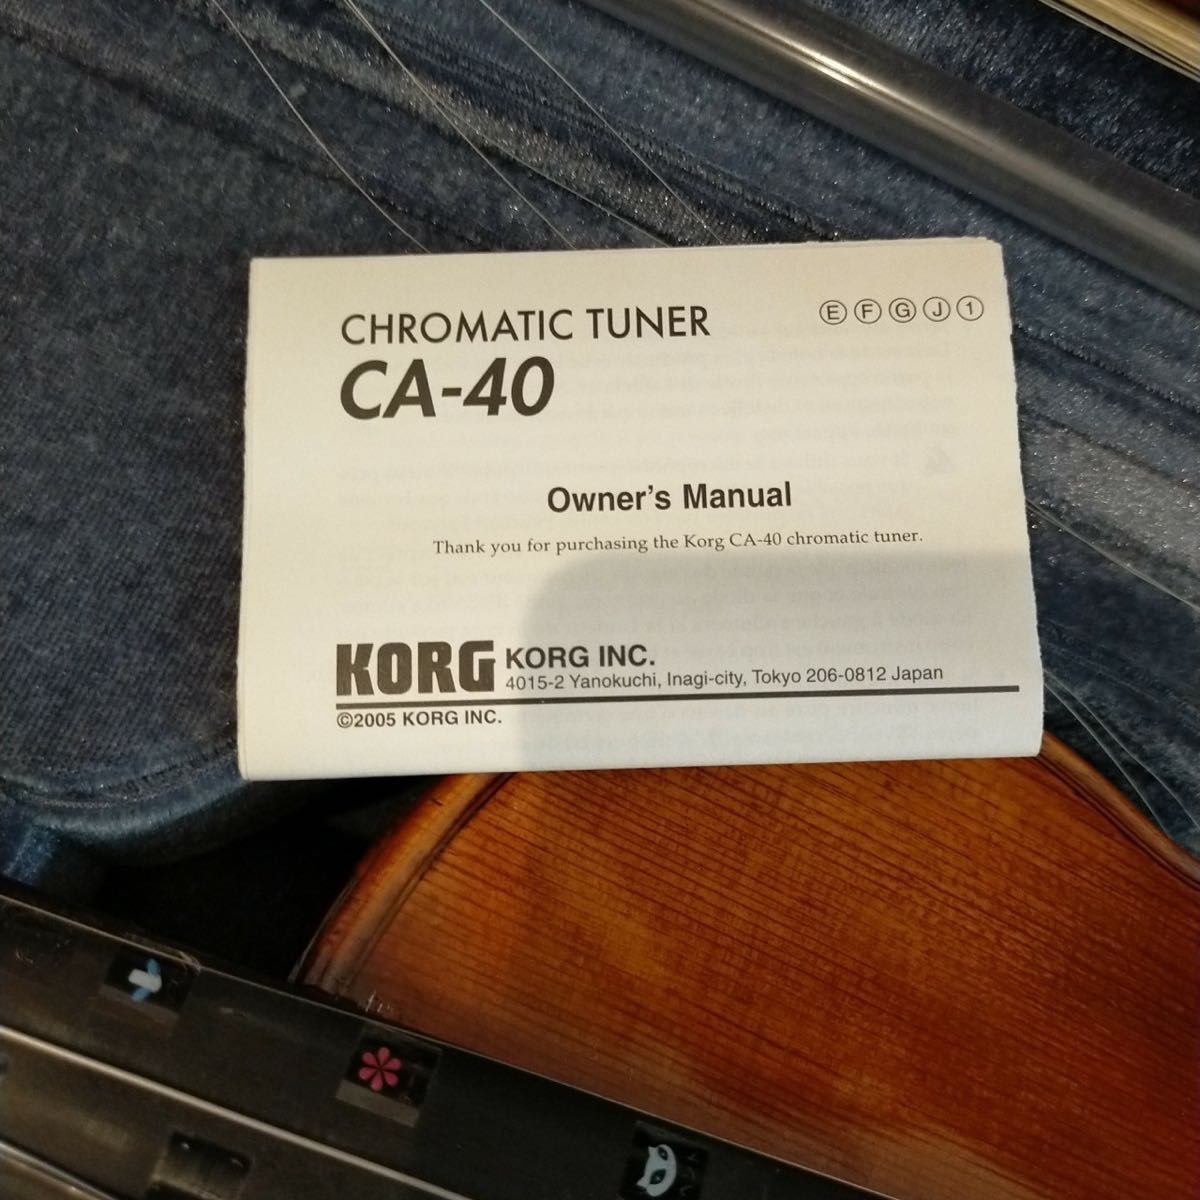 CHROMATIC TUNER
Ⓔ Ⓕ Ⓖ Ⓙ ①
CA-40
Owner's Manual
Thank you for purchasing the Korg CA-40 chromatic tuner.
KORG KORG INC.
4015-2 Yanokuchi, Inagi-city, Tokyo 206-0812 Japan
©2005 KORG INC.